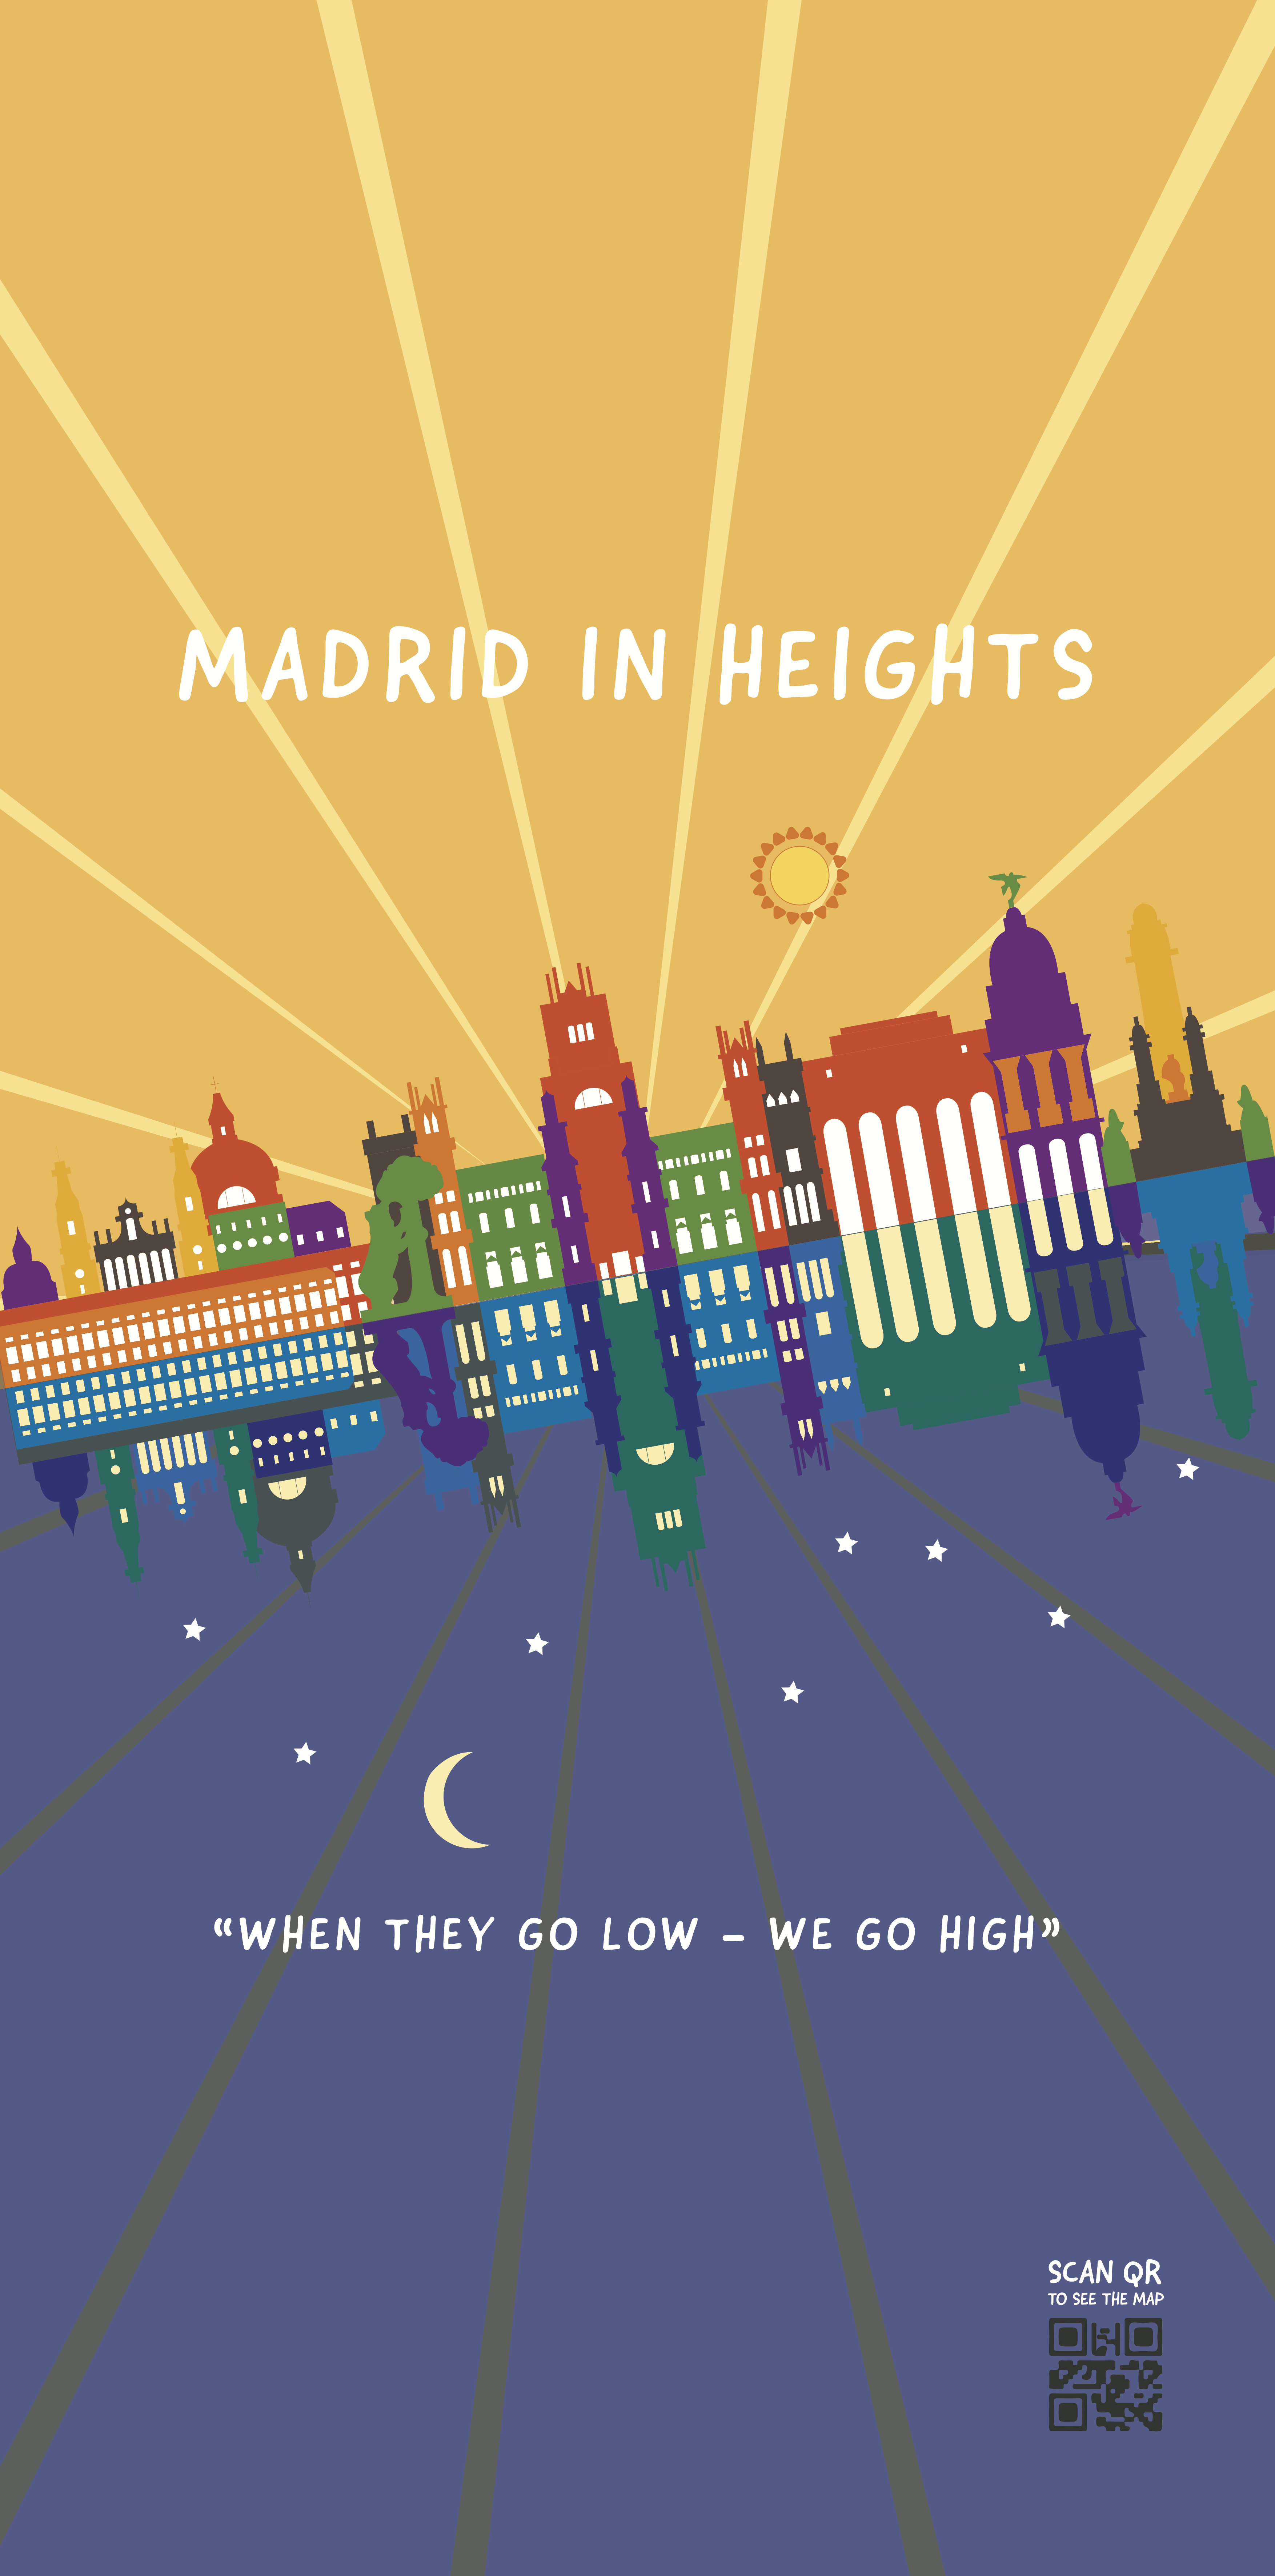 MADRID IN HEIGHTS
“WHEN THEY GO LOW – WE GO HIGH”
SCAN QR
TO SEE THE MAP